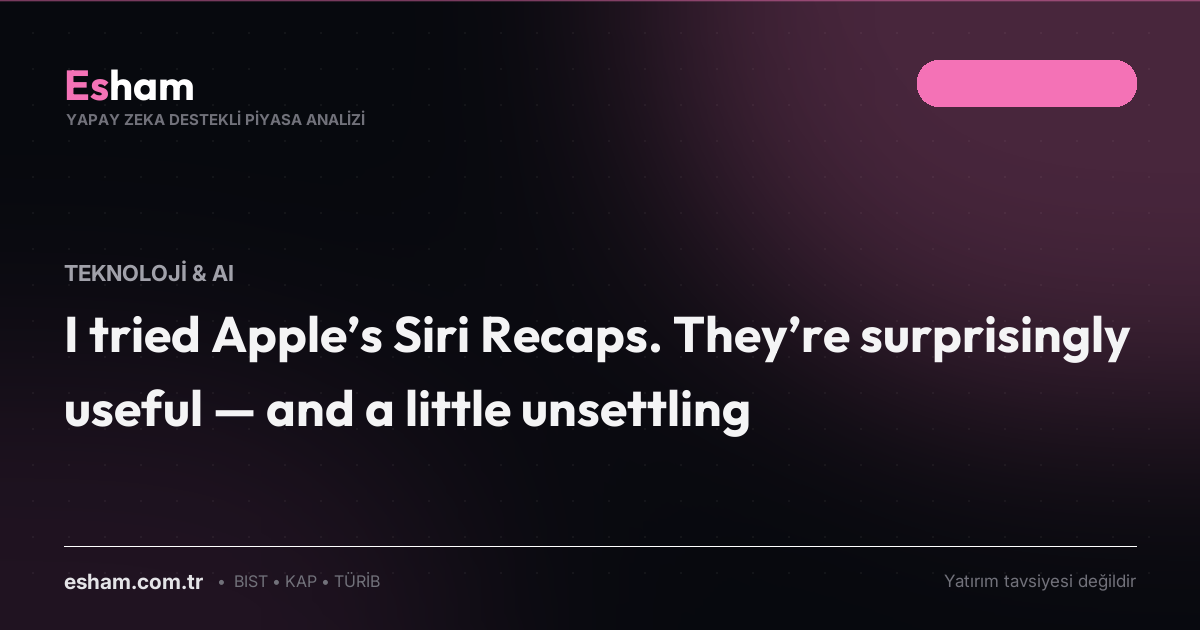 Esham
YAPAY ZEKA DESTEKLİ PİYASA ANALİZİ
TEKNOLOJİ & AI
I tried Apple’s Siri Recaps. They’re surprisingly
useful — and a little unsettling
esham.com.tr • BIST • KAP • TÜRİB
Yatırım tavsiyesi değildir